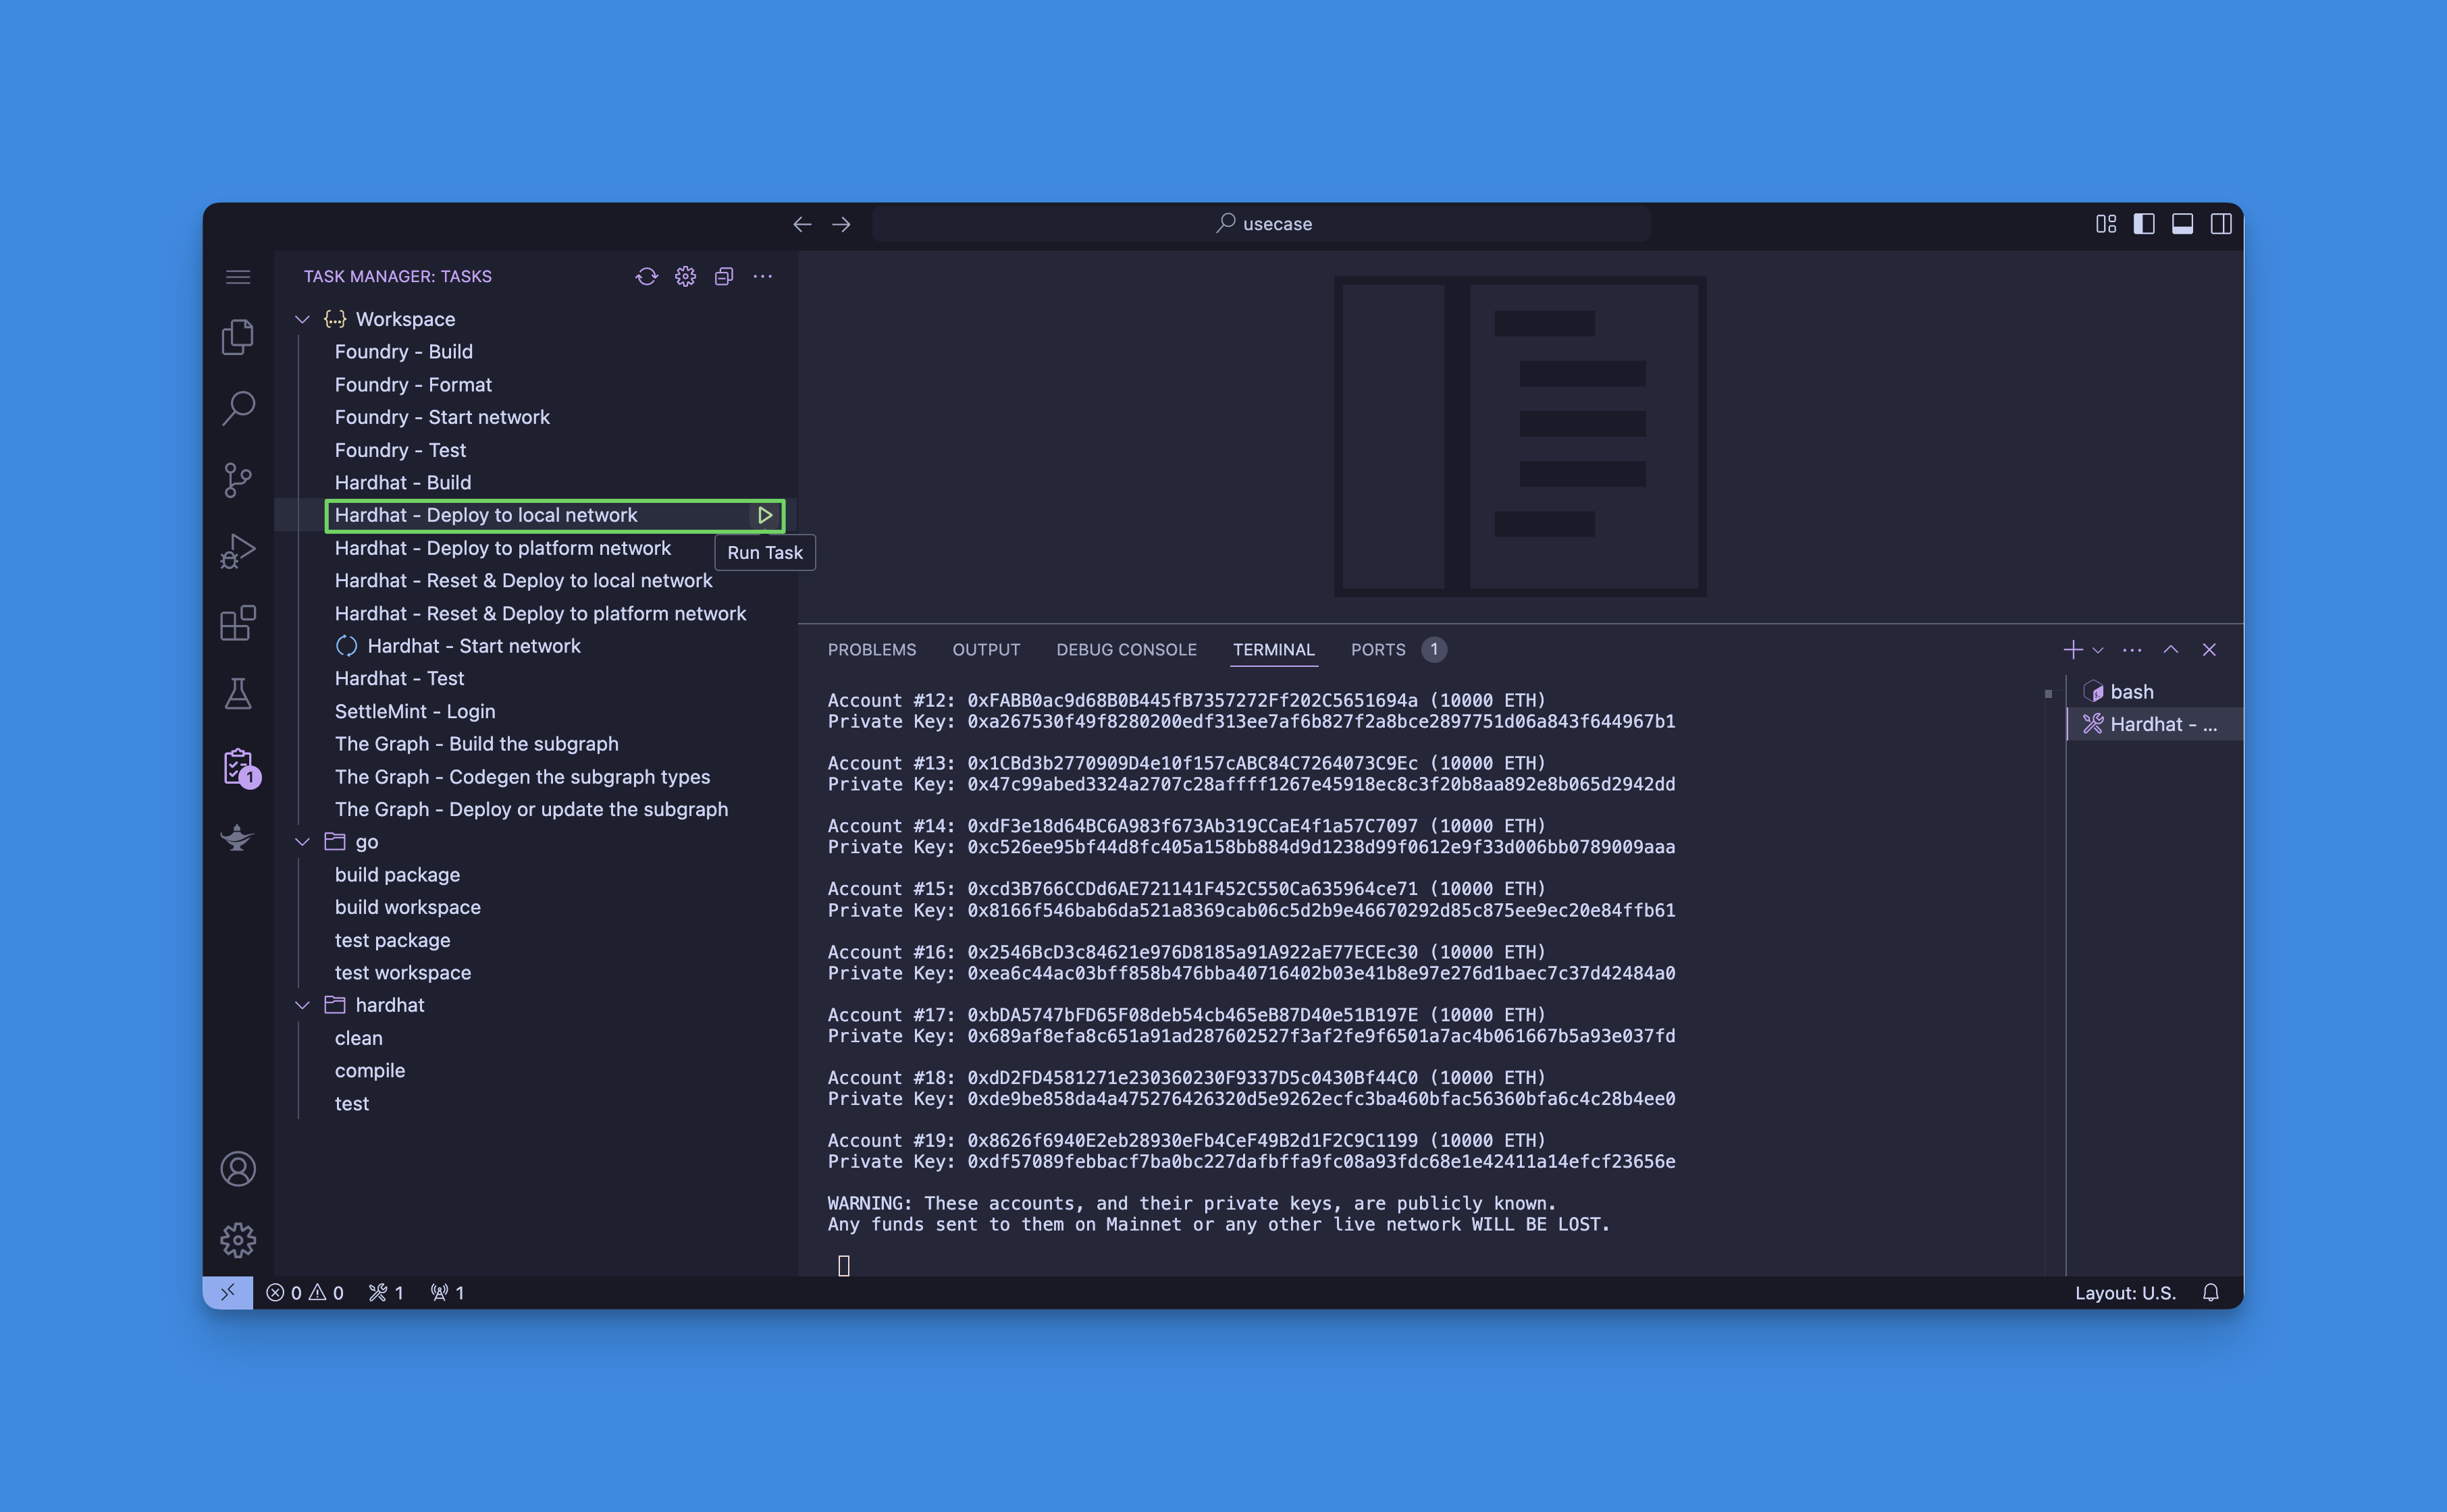 usecase
TASK MANAGER: TASKS
{...} Workspace
Foundry - Build
Foundry - Format
Foundry - Start network
Foundry - Test
Hardhat - Build
Hardhat - Deploy to local network
Run Task
Hardhat - Deploy to platform network
Hardhat - Reset & Deploy to local network
Hardhat - Reset & Deploy to platform network
Hardhat - Start network
Hardhat - Test
SettleMint - Login
The Graph - Build the subgraph
The Graph - Codegen the subgraph types
The Graph - Deploy or update the subgraph
go
build package
build workspace
test package
test workspace
hardhat
clean
compile
test
1
PROBLEMS OUTPUT DEBUG CONSOLE TERMINAL PORTS 1
Account #12: 0xFABB0ac9d68B0B445fB7357272Ff202C5651694a (10000 ETH)
Private Key: 0xa267530f49f8280200edf313ee7af6b827f2a8bce2897751d06a843f644967b1
Account #13: 0x1CBd3b2770909D4e10f157cABC84C7264073C9Ec (10000 ETH)
Private Key: 0x47c99abed3324a2707c28affff1267e45918ec8c3f20b8aa892e8b065d2942dd
Account #14: 0xdF3e18d64BC6A983f673Ab319CCaE4f1a57C7097 (10000 ETH)
Private Key: 0xc526ee95bf44d8fc405a158bb884d9d1238d99f0612e9f33d006bb0789009aaa
Account #15: 0xcd3B766CCDd6AE721141F452C550Ca635964ce71 (10000 ETH)
Private Key: 0x8166f546bab6da521a8369cab06c5d2b9e46670292d85c875ee9ec20e84ffb61
Account #16: 0x2546BcD3c84621e976D8185a91A922aE77ECEc30 (10000 ETH)
Private Key: 0xea6c44ac03bff858b476bba40716402b03e41b8e97e276d1baec7c37d42484a0
Account #17: 0xbDA5747bFD65F08deb54cb465eB87D40e51B197E (10000 ETH)
Private Key: 0x689af8efa8c651a91ad287602527f3af2fe9f6501a7ac4b061667b5a93e037fd
Account #18: 0xdD2FD4581271e230360230F9337D5c0430Bf44C0 (10000 ETH)
Private Key: 0xde9be858da4a475276426320d5e9262ecfc3ba460bfac56360bfa6c4c28b4ee0
Account #19: 0x8626f6940E2eb28930eFb4CeF49B2d1F2C9C1199 (10000 ETH)
Private Key: 0xdf57089febbacf7ba0bc227dafbffa9fc08a93fdc68e1e42411a14efcf23656e
WARNING: These accounts, and their private keys, are publicly known.
Any funds sent to them on Mainnet or any other live network WILL BE LOST.
bash
Hardhat - ...
0 0 1 1
Layout: U.S.